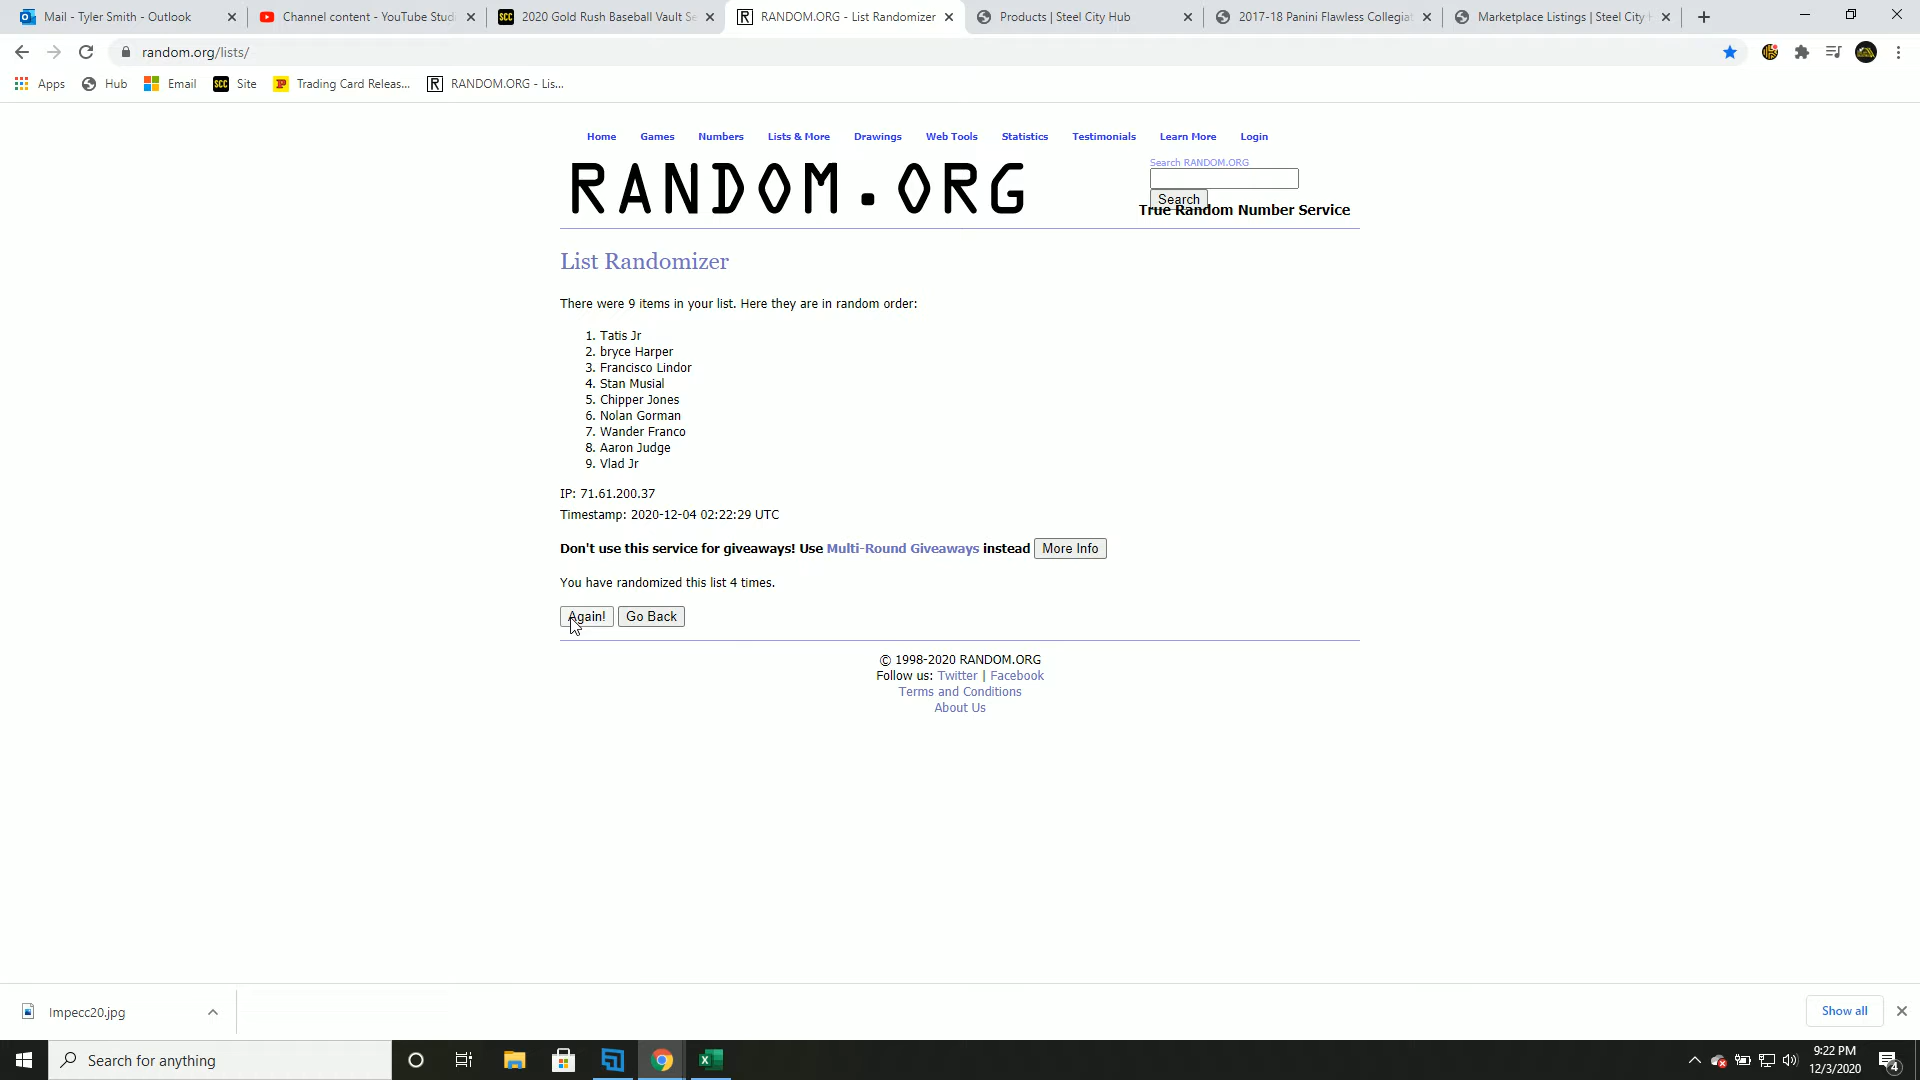 Mail - Tyler Smith - Outlook
Channel content - YouTube Studi
SCC 2020 Gold Rush Baseball Vault Se
R RANDOM.ORG - List Randomizer
Products | Steel City Hub
2017-18 Panini Flawless Collegiat
Marketplace Listings | Steel City H
random.org/lists/
Apps Hub Email SCC Site Trading Card Releas... R RANDOM.ORG - Lis...
Home Games Numbers Lists & More Drawings Web Tools Statistics Testimonials Learn More Login
RANDOM.ORG
Search RANDOM.ORG
Search
True Random Number Service
List Randomizer
There were 9 items in your list. Here they are in random order:
1. Tatis Jr
2. bryce Harper
3. Francisco Lindor
4. Stan Musial
5. Chipper Jones
6. Nolan Gorman
7. Wander Franco
8. Aaron Judge
9. Vlad Jr
IP: 71.61.200.37
Timestamp: 2020-12-04 02:22:29 UTC
Don't use this service for giveaways! Use Multi-Round Giveaways instead More Info
You have randomized this list 4 times.
Again! Go Back
© 1998-2020 RANDOM.ORG
Follow us: Twitter | Facebook
Terms and Conditions
About Us
Impecc20.jpg
Show all
Search for anything
9:22 PM
12/3/2020
4